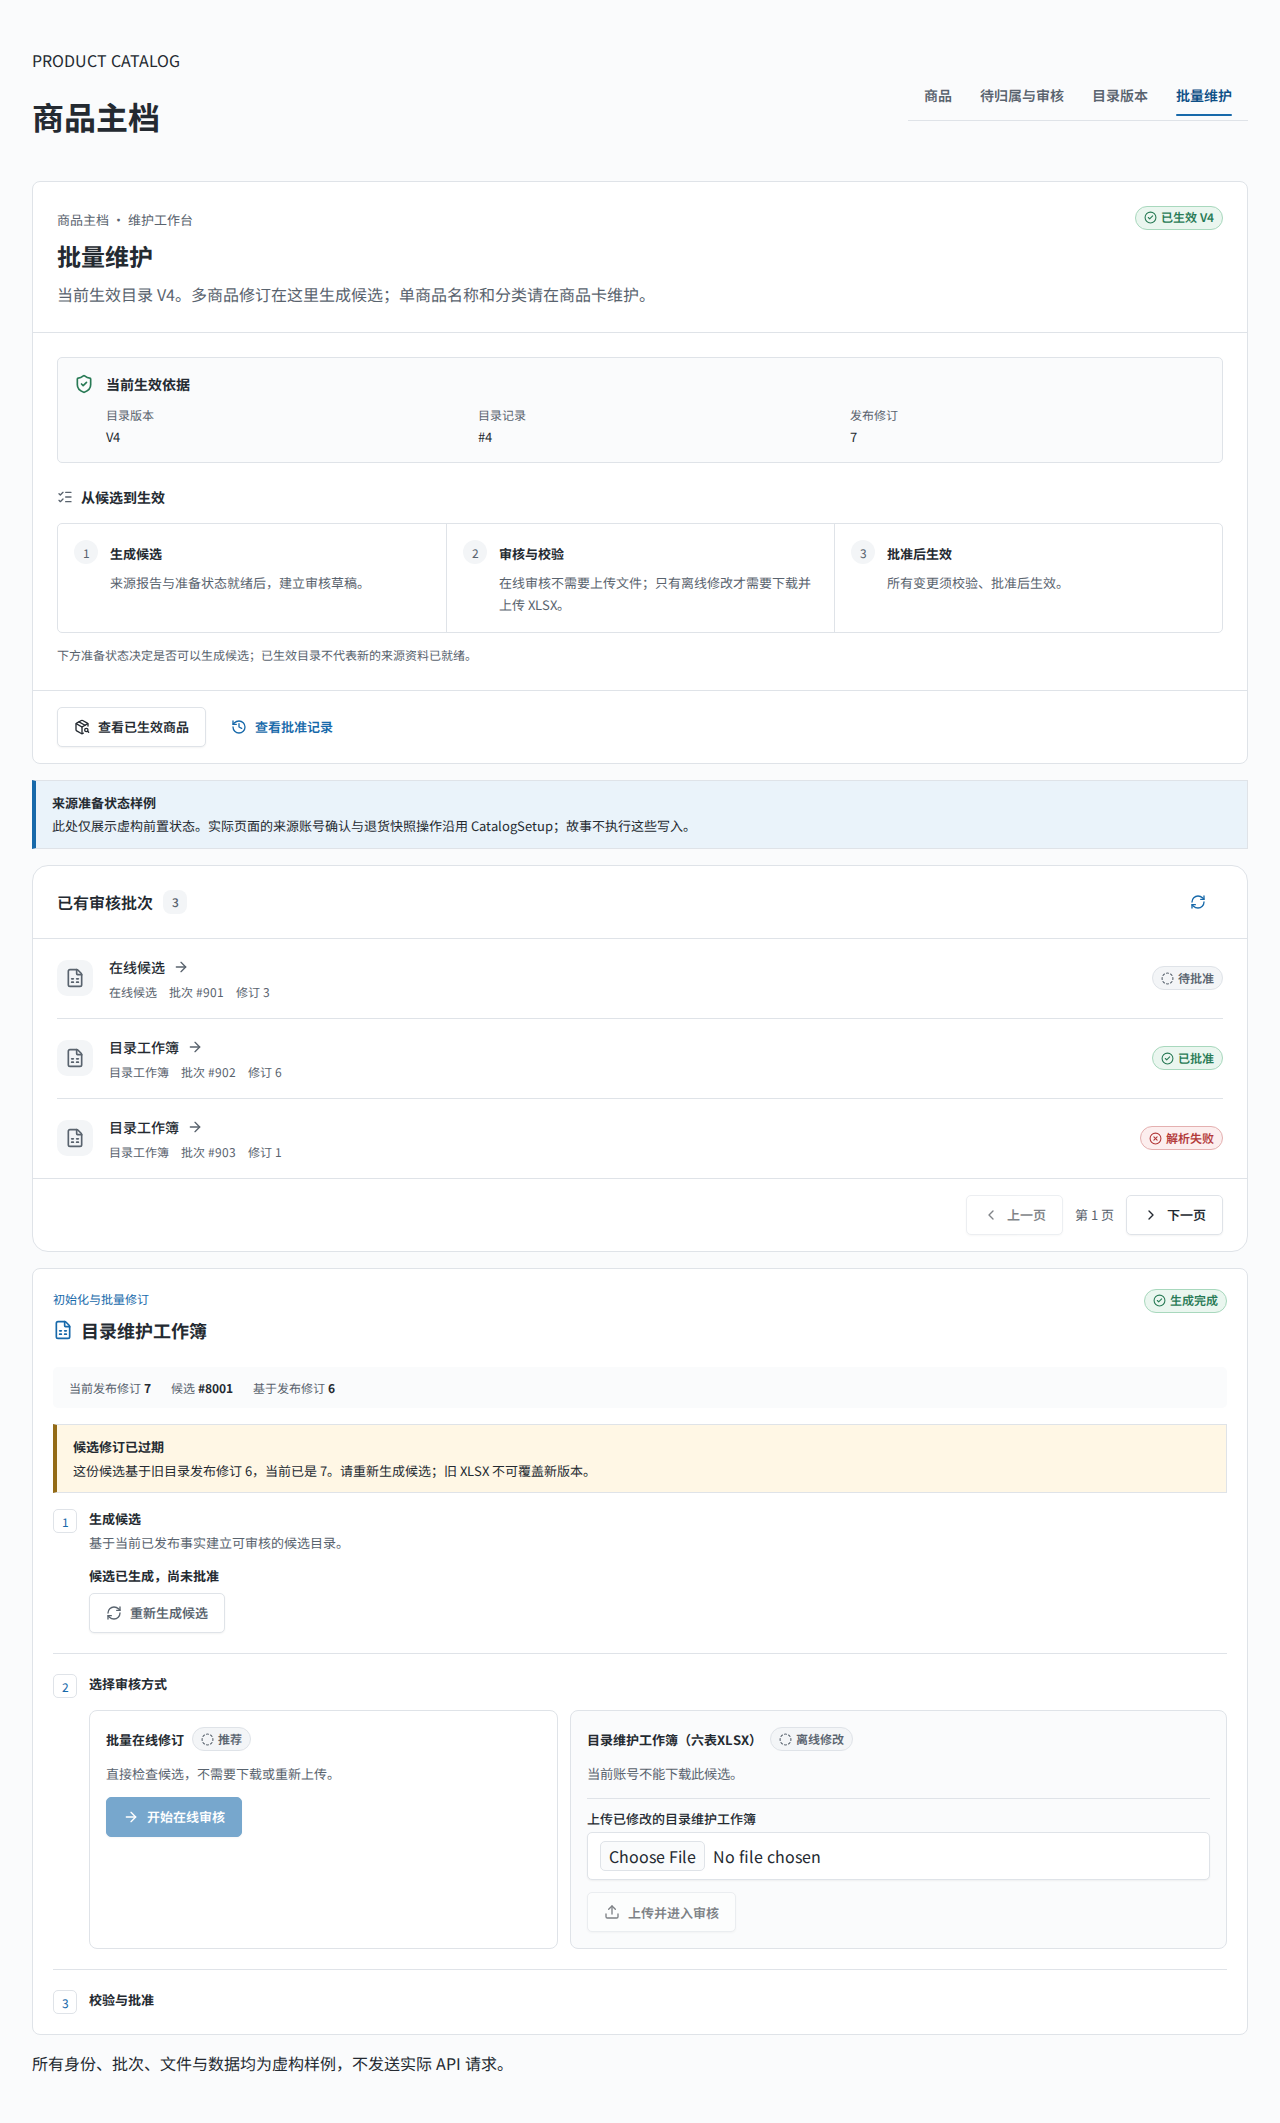 PRODUCT CATALOG
商品主档
商品 待归属与审核 目录版本 批量维护
商品主档 · 维护工作台
已生效 V4
批量维护
当前生效目录 V4。多商品修订在这里生成候选；单商品名称和分类请在商品卡维护。
当前生效依据
目录版本 目录记录 发布修订
V4 #4 7
从候选到生效
1 生成候选
来源报告与准备状态就绪后，建立审核草稿。
2 审核与校验
在线审核不需要上传文件；只有离线修改才需要下载并
上传 XLSX。
3 批准后生效
所有变更须校验、批准后生效。
下方准备状态决定是否可以生成候选；已生效目录不代表新的来源资料已就绪。
查看已生效商品 查看批准记录
来源准备状态样例
此处仅展示虚构前置状态。实际页面的来源账号确认与退货快照操作沿用 CatalogSetup；故事不执行这些写入。
已有审核批次 3
在线候选
在线候选 批次 #901 修订 3
待批准
目录工作簿
目录工作簿 批次 #902 修订 6
已批准
目录工作簿
目录工作簿 批次 #903 修订 1
解析失败
上一页 第 1 页 下一页
初始化与批量修订
生成完成
目录维护工作簿
当前发布修订 7 候选 #8001 基于发布修订 6
候选修订已过期
这份候选基于旧目录发布修订 6，当前已是 7。请重新生成候选；旧 XLSX 不可覆盖新版本。
1 生成候选
基于当前已发布事实建立可审核的候选目录。
候选已生成，尚未批准
重新生成候选
2 选择审核方式
批量在线修订 推荐
直接检查候选，不需要下载或重新上传。
开始在线审核
目录维护工作簿（六表XLSX） 离线修改
当前账号不能下载此候选。
上传已修改的目录维护工作簿
Choose File No file chosen
上传并进入审核
3 校验与批准
所有身份、批次、文件与数据均为虚构样例，不发送实际 API 请求。